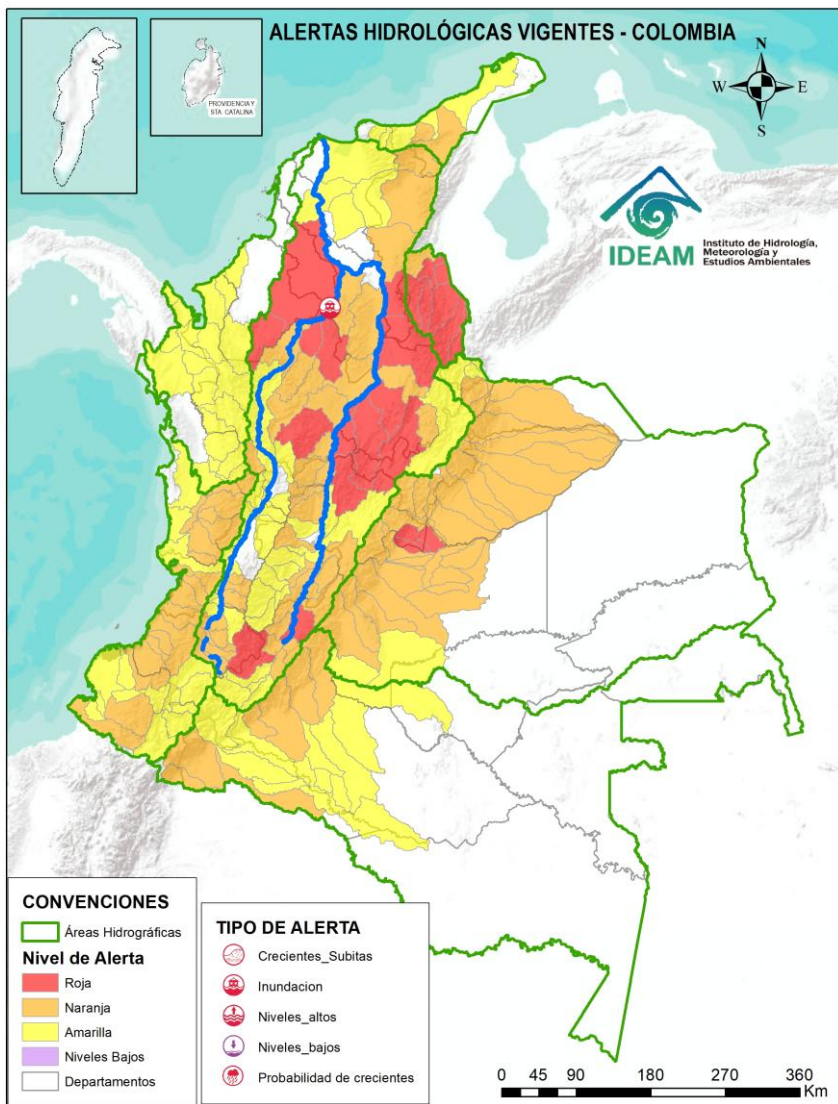 ALERTAS HIDROLÓGICAS VIGENTES - COLOMBIA
PROVIDENCIA Y
STA. CATALINA
N
W
E
S
IDEAM
Instituto de Hidrología,
Meteorología y
Estudios Ambientales
CONVENCIONES
Áreas Hidrográficas
Nivel de Alerta
Roja
Naranja
Amarilla
Niveles Bajos
Departamentos
TIPO DE ALERTA
Crecientes_Subitas
Inundacion
Niveles_altos
Niveles_bajos
Probabilidad de crecientes
0 45 90 180 270 360
Km